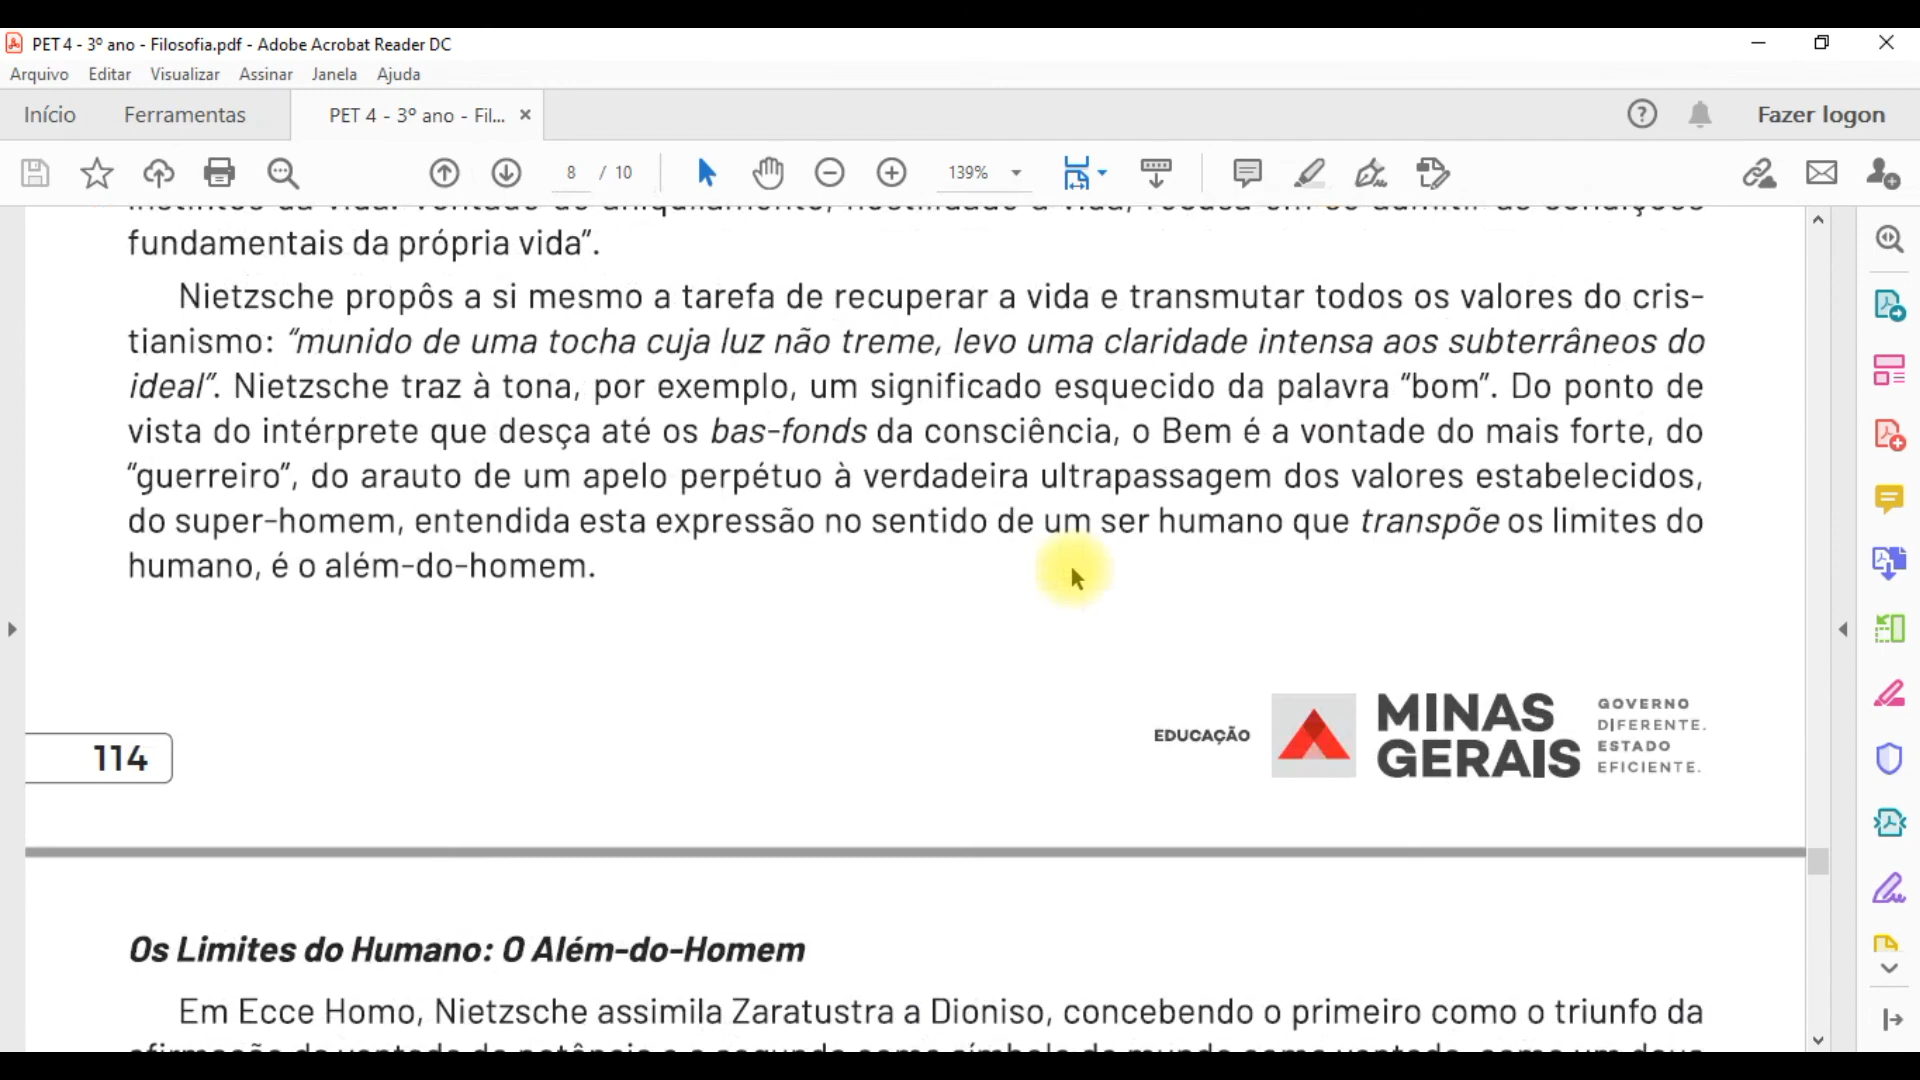 PET 4 - 3º ano - Filosofia.pdf - Adobe Acrobat Reader DC
Arquivo Editar Visualizar Assinar Janela Ajuda
Início Ferramentas PET 4 - 3º ano - Fil... Fazer logon
8 / 10 139%
fundamentais da própria vida”.
Nietzsche propôs a si mesmo a tarefa de recuperar a vida e transmutar todos os valores do cris-
tianismo: “munido de uma tocha cuja luz não treme, levo uma claridade intensa aos subterrâneos do
ideal”. Nietzsche traz à tona, por exemplo, um significado esquecido da palavra “bom”. Do ponto de
vista do intérprete que desça até os bas-fonds da consciência, o Bem é a vontade do mais forte, do
“guerreiro”, do arauto de um apelo perpétuo à verdadeira ultrapassagem dos valores estabelecidos,
do super-homem, entendida esta expressão no sentido de um ser humano que transpõe os limites do
humano, é o além-do-homem.
114
EDUCAÇÃO
MINAS
GERAIS
GOVERNO
DIFERENTE.
ESTADO
EFICIENTE.
Os Limites do Humano: O Além-do-Homem
Em Ecce Homo, Nietzsche assimila Zaratustra a Dioniso, concebendo o primeiro como o triunfo da